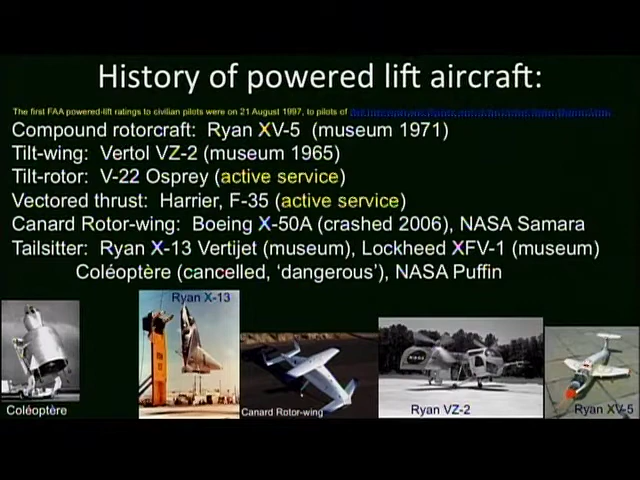 History of powered lift aircraft:
The first FAA powered-lift ratings to civilian pilots were on 21 August 1997, to pilots of
Compound rotorcraft: Ryan XV-5 (museum 1971)
Tilt-wing: Vertol VZ-2 (museum 1965)
Tilt-rotor: V-22 Osprey (active service)
Vectored thrust: Harrier, F-35 (active service)
Canard Rotor-wing: Boeing X-50A (crashed 2006), NASA Samara
Tailsitter: Ryan X-13 Vertijet (museum), Lockheed XFV-1 (museum)
Coléoptère (cancelled, ‘dangerous’), NASA Puffin
Coléoptère
Ryan X-13
Canard Rotor-wing
Ryan VZ-2
Ryan XV-5